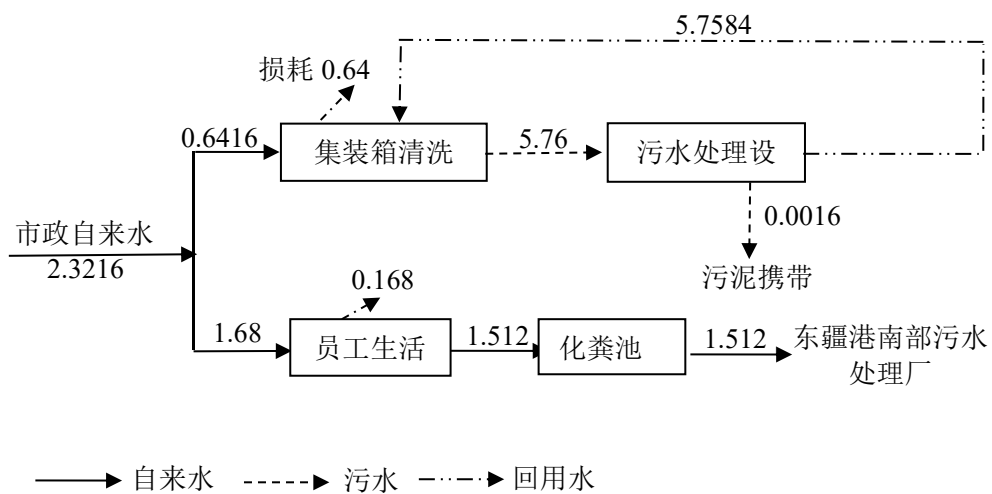 5.7584
损耗 0.64
0.6416
集装箱清洗
5.76
污水处理设
0.0016
市政自来水
2.3216
污泥携带
0.168
1.68
员工生活
1.512
化粪池
1.512
东疆港南部污水
处理厂
自来水
污水
回用水